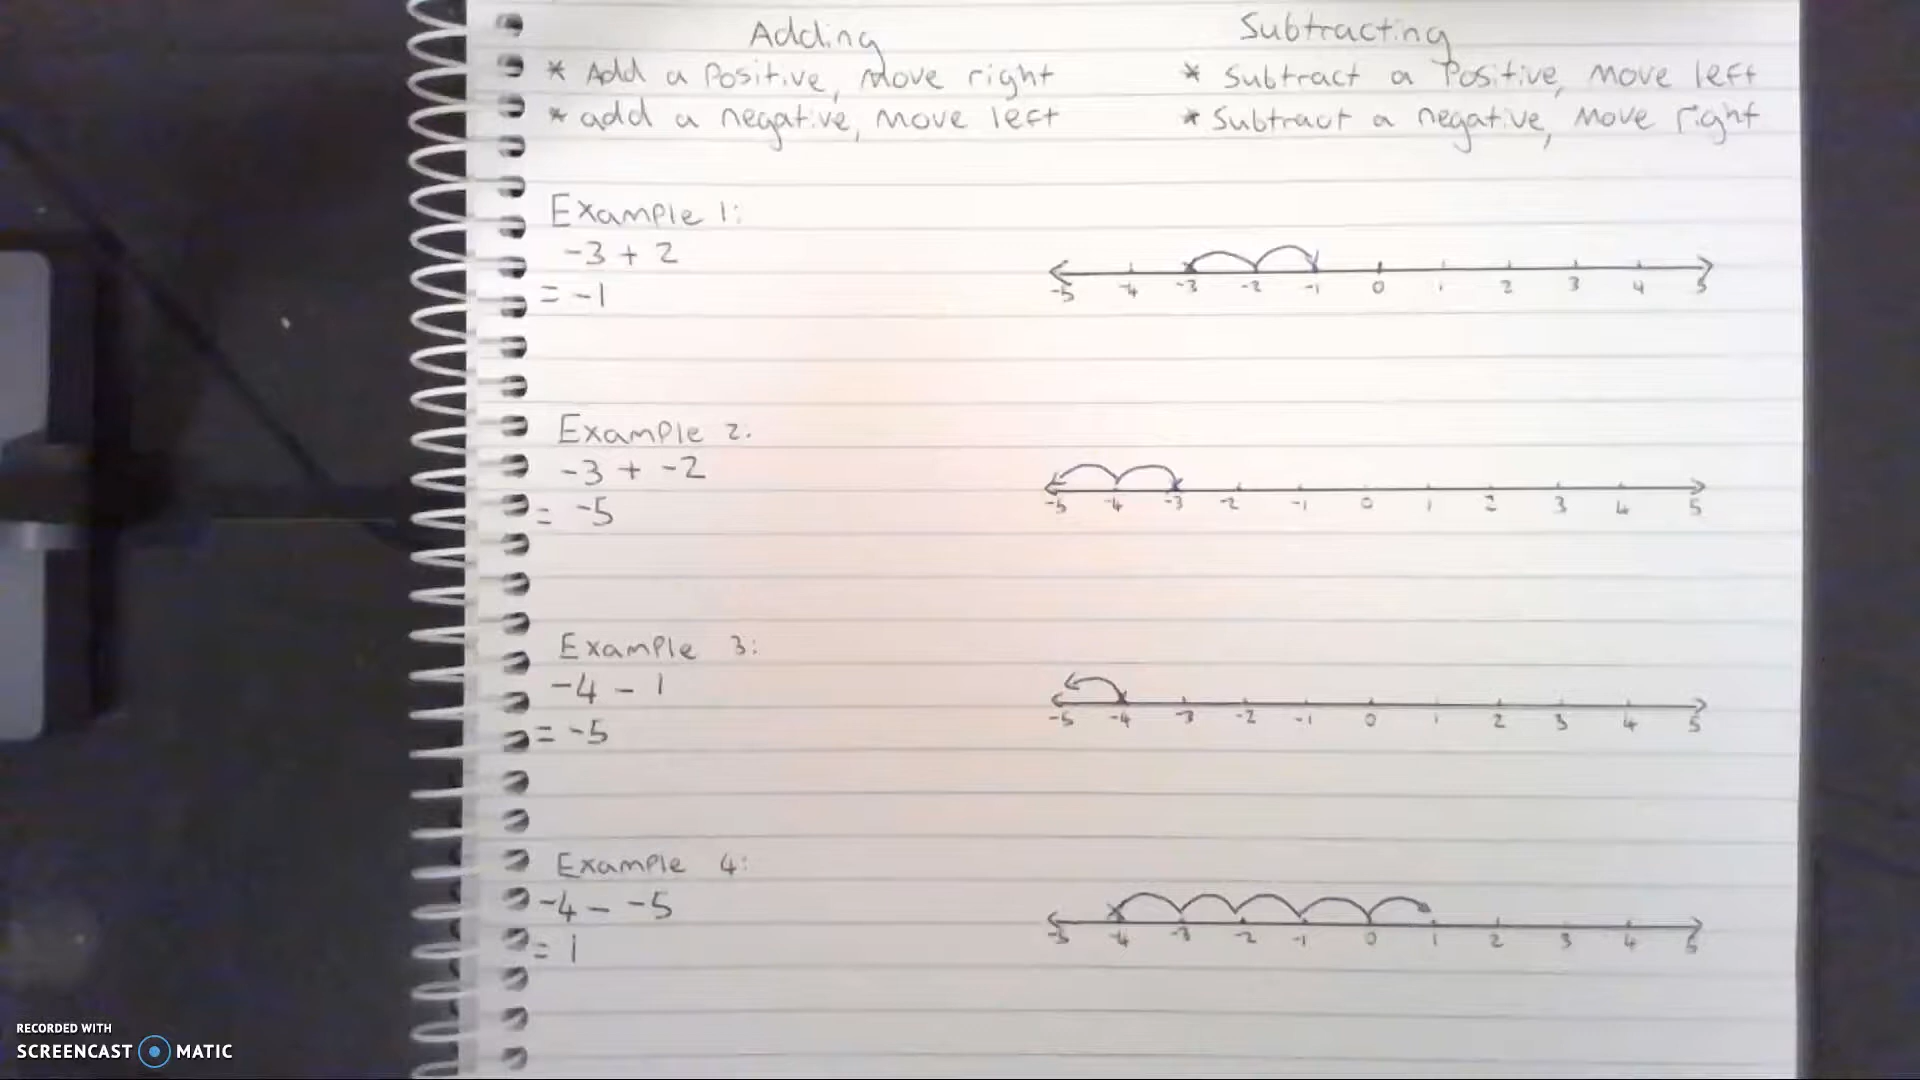 Adding
Subtracting
* Add a Positive, Move right
* Subtract a Positive, Move left
* add a negative, Move left
* Subtract a negative, Move right
Example 1:
-3 + 2
= -1
-5 -4 -3 -2 -1 0 1 2 3 4 5
Example 2.
-3 + -2
= -5
-5 -4 -3 -2 -1 0 1 2 3 4 5
Example 3:
-4 - 1
= -5
-5 -4 -3 -2 -1 0 1 2 3 4 5
Example 4:
-4 - -5
= 1
-5 -4 -3 -2 -1 0 1 2 3 4 5
RECORDED WITH
SCREENCAST MATIC